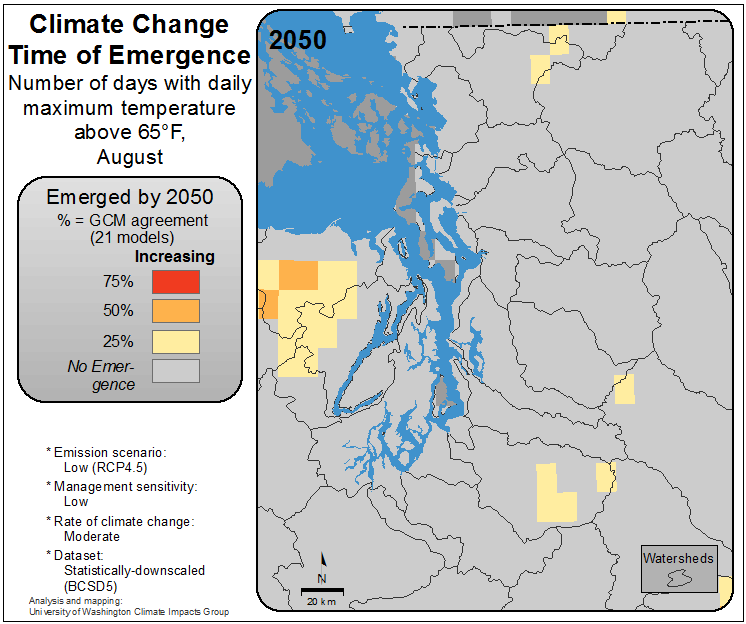 Climate Change
Time of Emergence
Number of days with daily
maximum temperature
above 65°F,
August
Emerged by 2050
% = GCM agreement
(21 models)
Increasing
75%
50%
25%
No Emer-
gence
* Emission scenario:
Low (RCP4.5)
* Management sensitivity:
Low
* Rate of climate change:
Moderate
* Dataset:
Statistically-downscaled
(BCSD5)
Analysis and mapping:
University of Washington Climate Impacts Group
2050
N
20 km
Watersheds